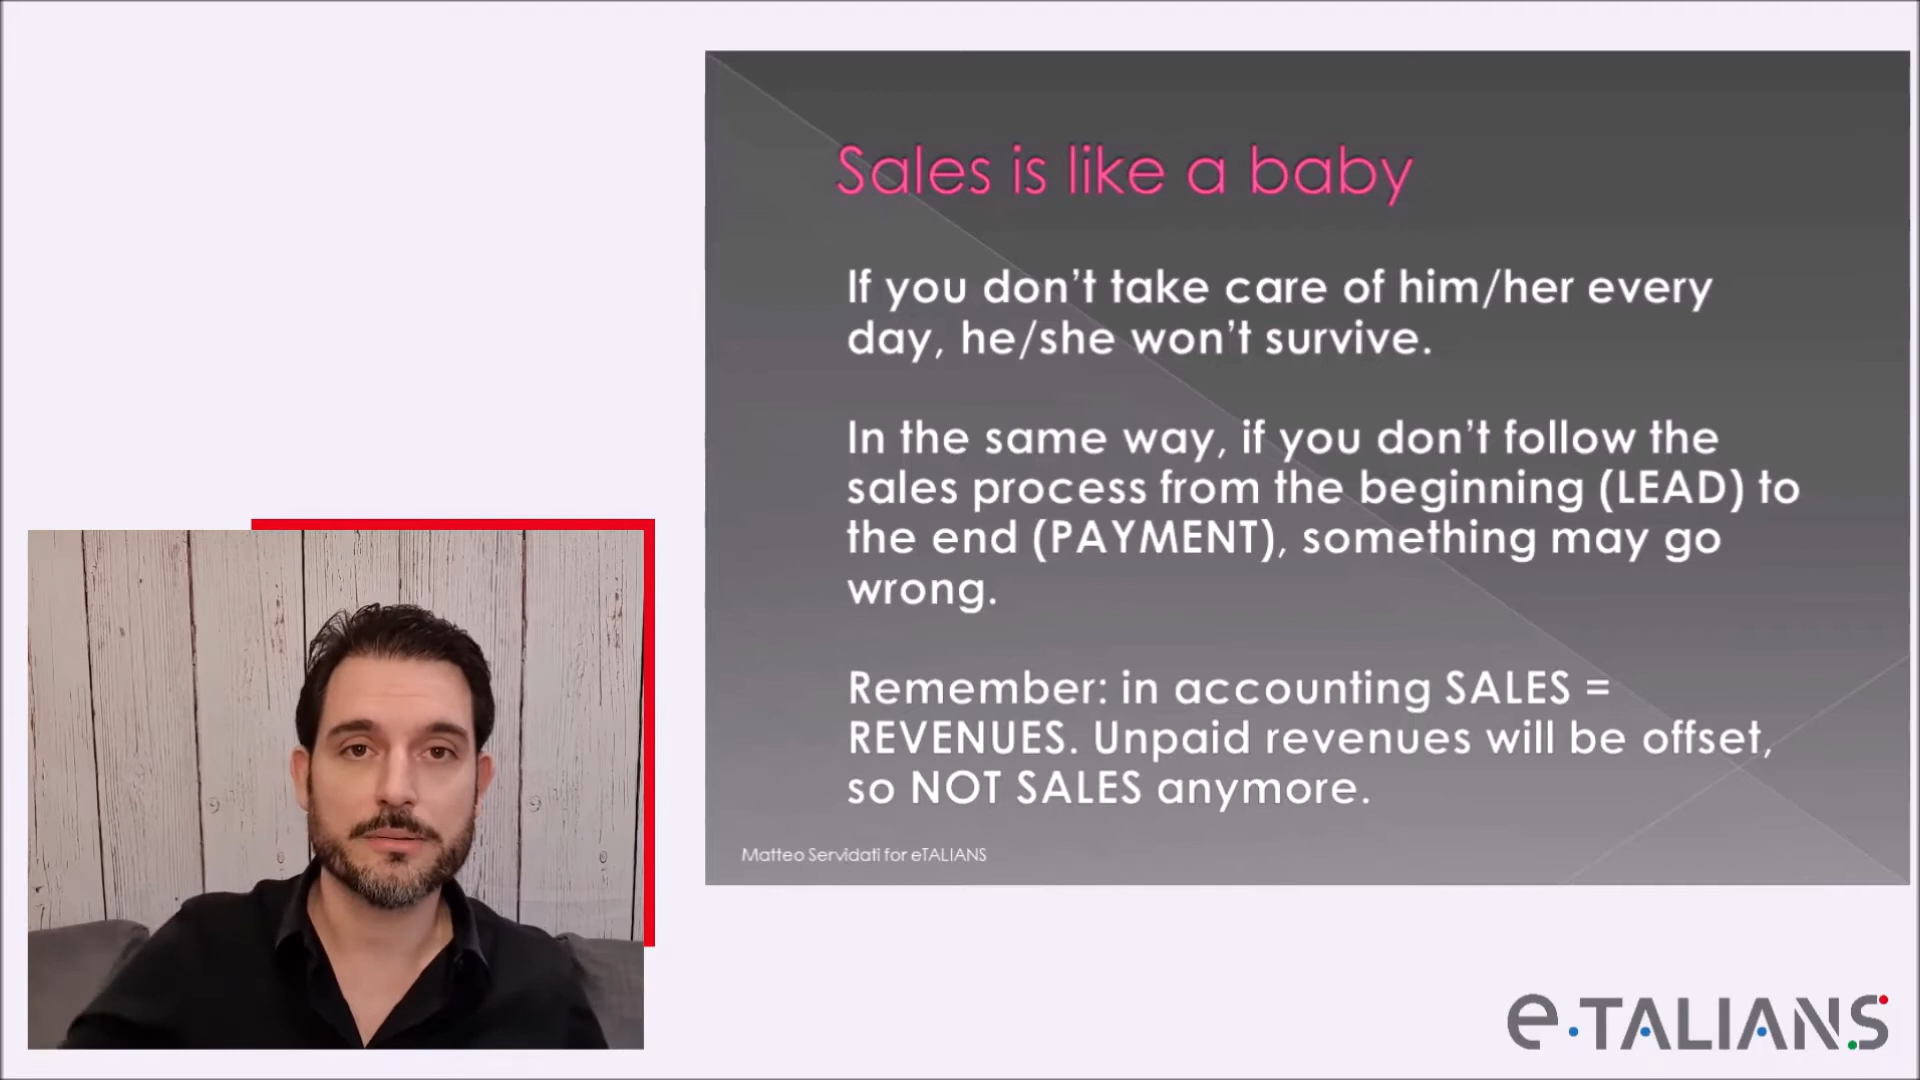 Sales is like a baby
If you don't take care of him/her every
day, he/she won't survive.
In the same way, if you don't follow the
sales process from the beginning (LEAD) to
the end (PAYMENT), something may go
wrong.
Remember: in accounting SALES =
REVENUES. Unpaid revenues will be offset,
so NOT SALES anymore.
Matteo Servidati for eTALIANS
e·TALIANS